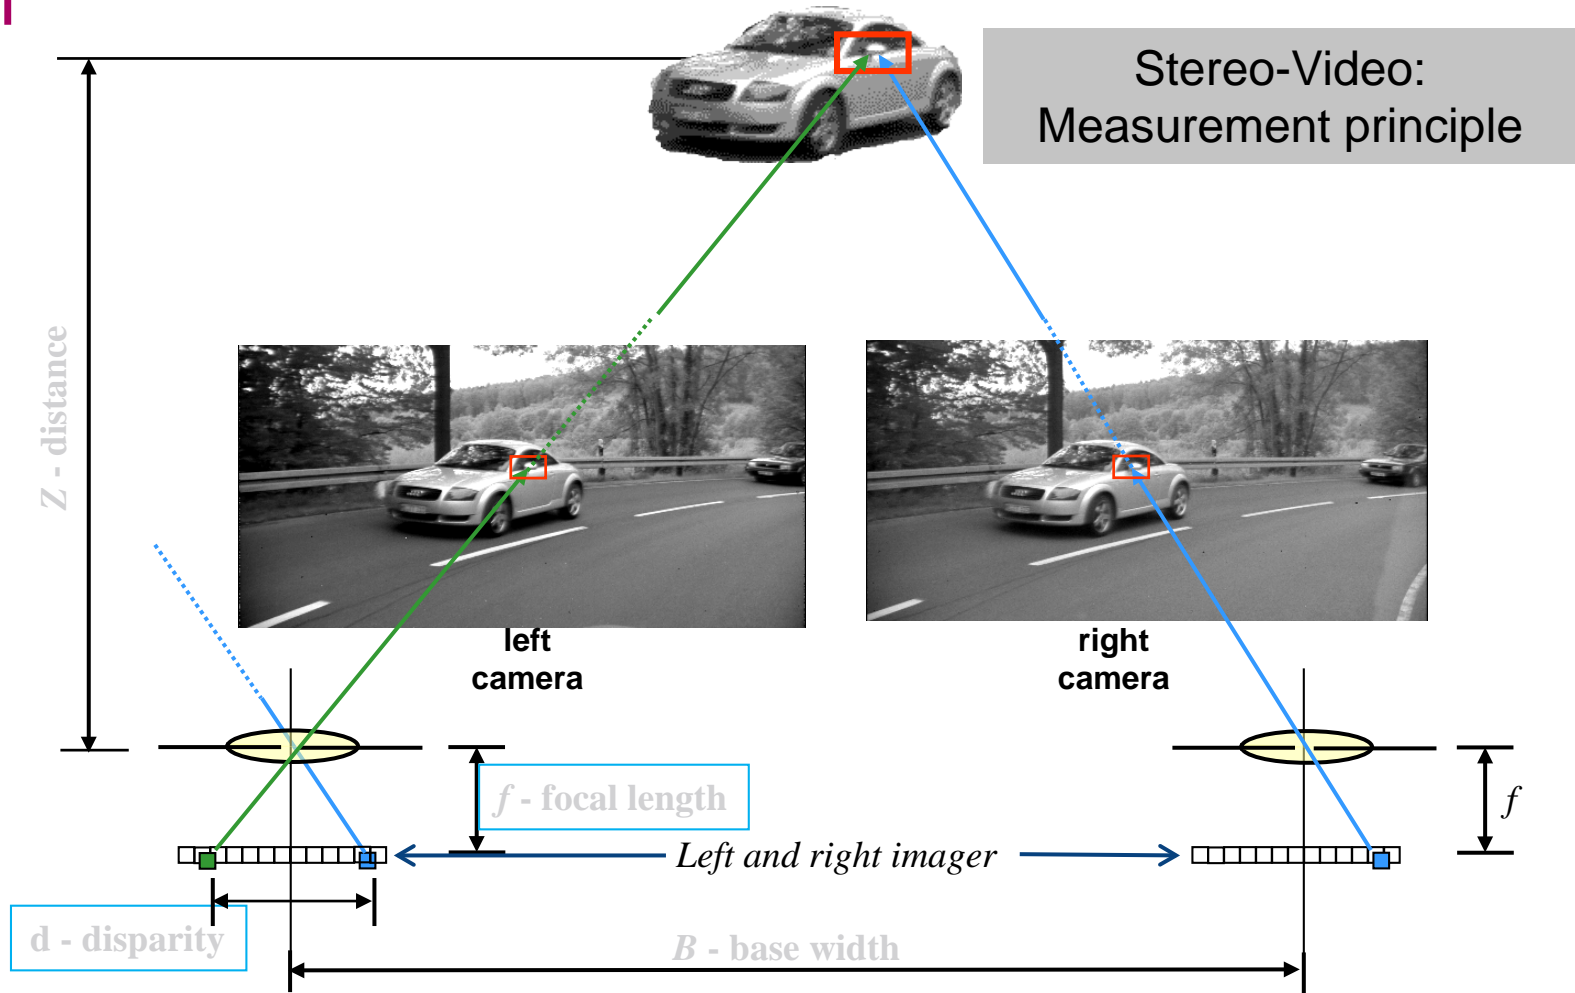 Stereo-Video:
Measurement principle
Z - distance
left
camera
right
camera
f - focal length
f
Left and right imager
d - disparity
B - base width